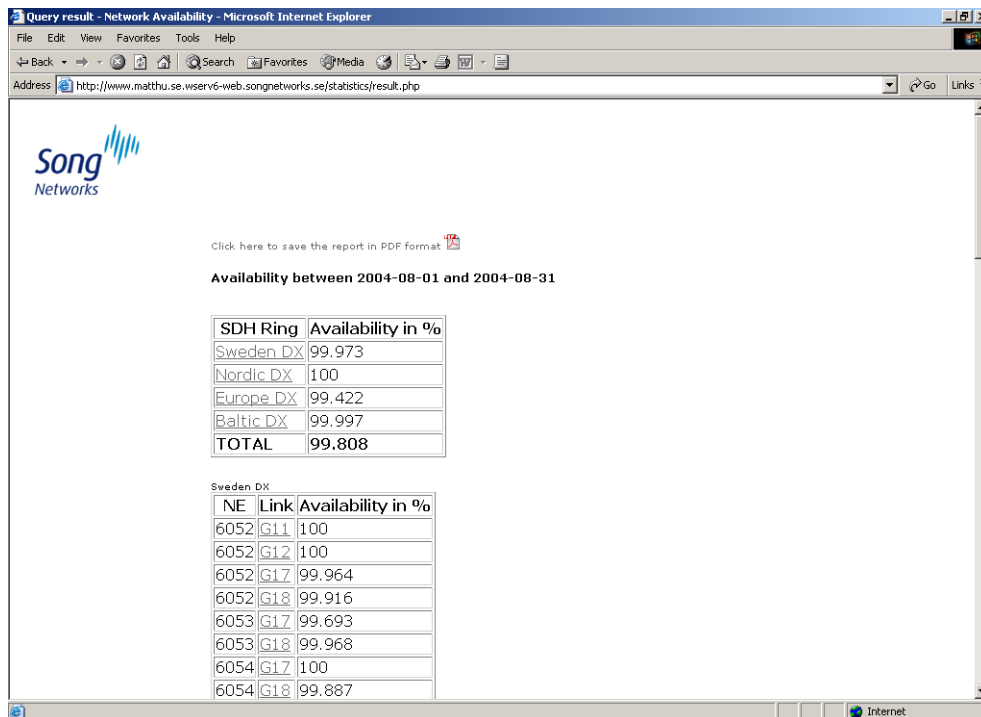 Query result - Network Availability - Microsoft Internet Explorer
File Edit View Favorites Tools Help
Back Search Favorites Media
Address http://www.matthu.se.wserv6-web.songnetworks.se/statistics/result.php Go Links
Song
Networks
Click here to save the report in PDF format
Availability between 2004-08-01 and 2004-08-31
SDH Ring Availability in %
Sweden DX 99.973
Nordic DX 100
Europe DX 99.422
Baltic DX 99.997
TOTAL 99.808
Sweden DX
NE Link Availability in %
6052 G11 100
6052 G12 100
6052 G17 99.964
6052 G18 99.916
6053 G17 99.693
6053 G18 99.968
6054 G17 100
6054 G18 99.887
Internet